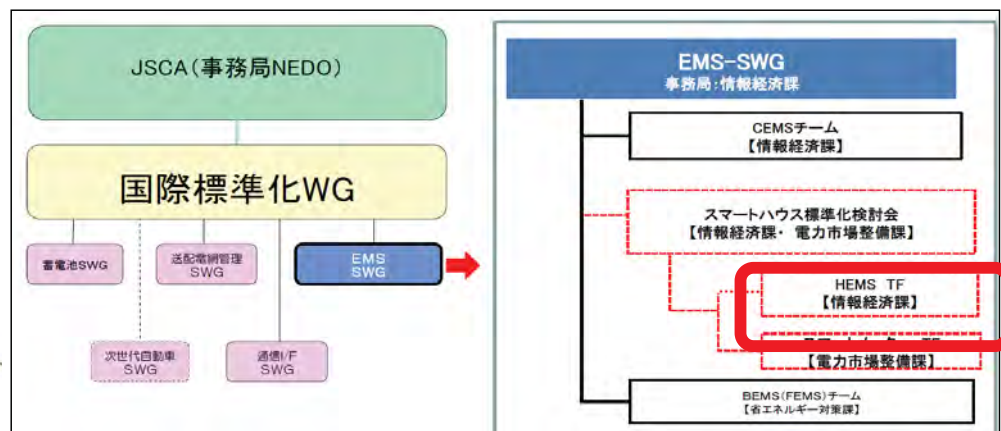 JSCA(事務局NEDO)
国際標準化WG
蓄電池SWG
送配電網管理
SWG
EMS
SWG
次世代自動車
SWG
通信I/F
SWG
EMS-SWG
事務局:情報経済課
CEMSチーム
【情報経済課】
スマートハウス標準化検討会
【情報経済課・電力市場整備課】
HEMS TF
【情報経済課】
【電力市場整備課】
BEMS(FEMS)チーム
【省エネルギー対策課】